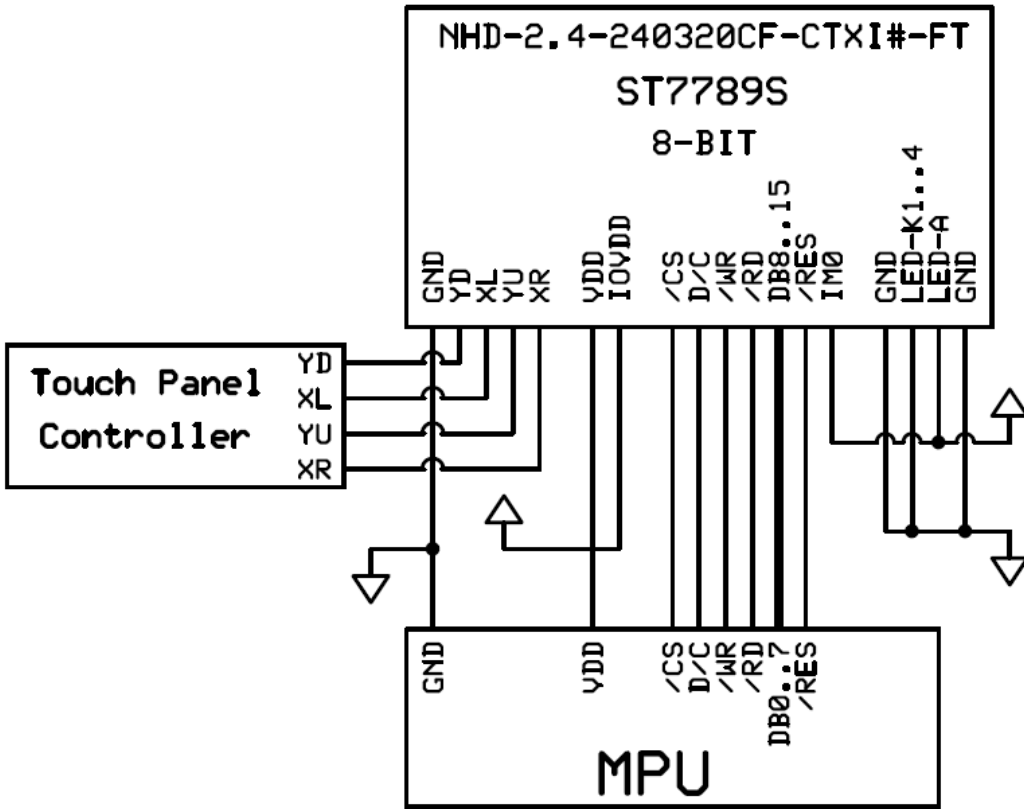 NHD-2.4-240320CF-CTXI#-FT
ST7789S
8-BIT
GND
YD
XL
YU
XR
VDD
IOVDD
/CS
D/C
/WR
/RD
DB8..15
/RES
IM0
GND
LED-K1..4
LED-A
GND
Touch Panel
Controller
YD
XL
YU
XR
GND
VDD
/CS
D/C
/WR
/RD
DB0..7
/RES
MPU